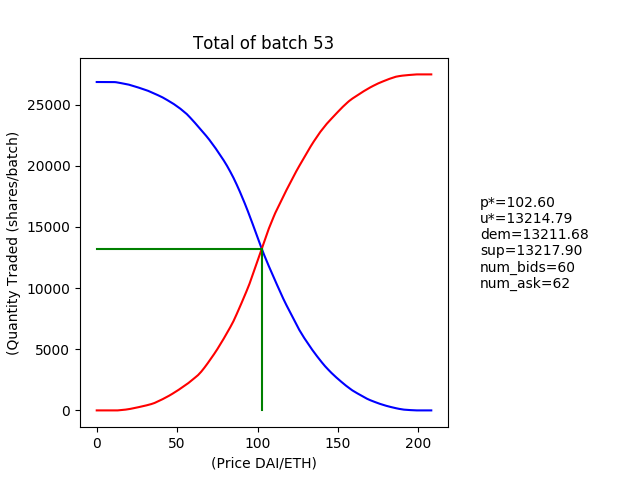 Total of batch 53
(Quantity Traded (shares/batch)
25000
20000
15000
10000
5000
0
0
50
100
150
200
(Price DAI/ETH)
p*=102.60
u*=13214.79
dem=13211.68
sup=13217.90
num_bids=60
num_ask=62